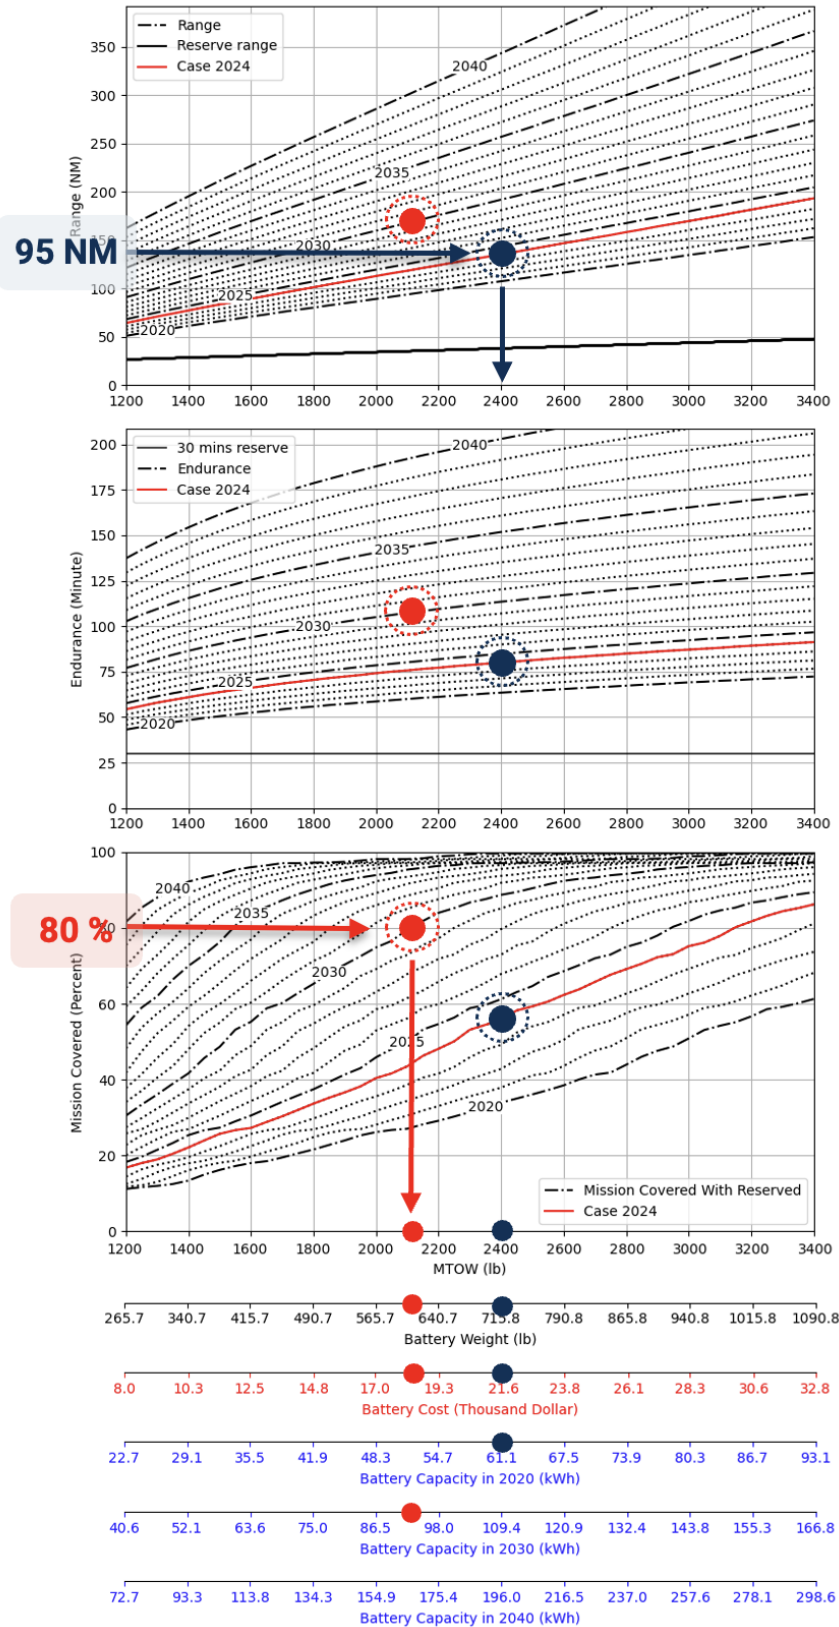 Range
Reserve range
Case 2024
350
300
250
200
150
100
50
0
Range (NM)
95 NM
2040
2035
2030
2025
2020
1200 1400 1600 1800 2000 2200 2400 2600 2800 3000 3200 3400
30 mins reserve
Endurance
Case 2024
200
175
150
125
100
75
50
25
0
Endurance (Minute)
2040
2035
2030
2025
2020
1200 1400 1600 1800 2000 2200 2400 2600 2800 3000 3200 3400
100
80
60
40
20
0
Mission Covered (Percent)
80 %
2040
2035
2030
2025
2020
Mission Covered With Reserved
Case 2024
1200 1400 1600 1800 2000 2200 2400 2600 2800 3000 3200 3400
MTOW (lb)
265.7 340.7 415.7 490.7 565.7 640.7 715.8 790.8 865.8 940.8 1015.8 1090.8
Battery Weight (lb)
8.0 10.3 12.5 14.8 17.0 19.3 21.6 23.8 26.1 28.3 30.6 32.8
Battery Cost (Thousand Dollar)
22.7 29.1 35.5 41.9 48.3 54.7 61.1 67.5 73.9 80.3 86.7 93.1
Battery Capacity in 2020 (kWh)
40.6 52.1 63.6 75.0 86.5 98.0 109.4 120.9 132.4 143.8 155.3 166.8
Battery Capacity in 2030 (kWh)
72.7 93.3 113.8 134.3 154.9 175.4 196.0 216.5 237.0 257.6 278.1 298.6
Battery Capacity in 2040 (kWh)